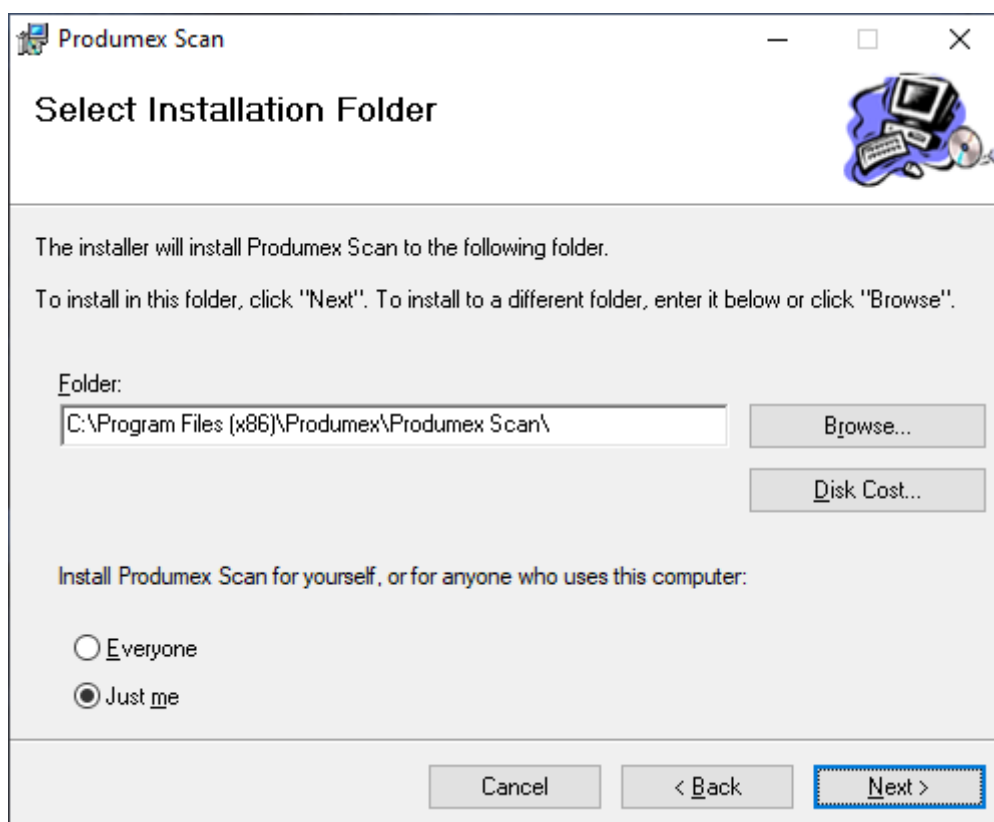 Produmex Scan
Select Installation Folder
The installer will install Produmex Scan to the following folder.
To install in this folder, click "Next". To install to a different folder, enter it below or click "Browse".
Folder:
C:\Program Files (x86)\Produmex\Produmex Scan\
Browse...
Disk Cost...
Install Produmex Scan for yourself, or for anyone who uses this computer:
Everyone
Just me
Cancel
< Back
Next >